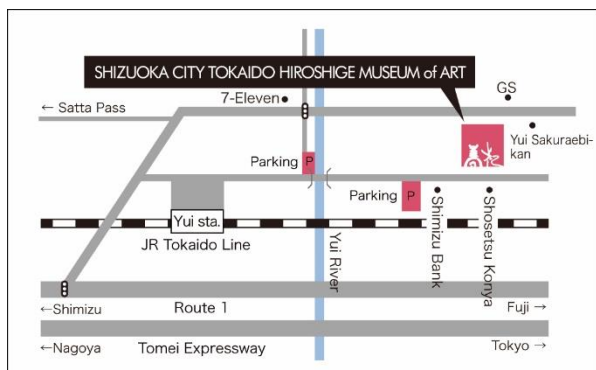 SHIZUOKA CITY TOKAIDO HIROSHIGE MUSEUM of ART
7-Eleven
GS
← Satta Pass
Yui Sakuraebi-
kan
Parking P
Parking P
Yui sta.
JR Tokaido Line
Yui River
Shimizu Bank
Shosetsu Konya
←Shimizu
Route 1
Fuji →
←Nagoya
Tomei Expressway
Tokyo →